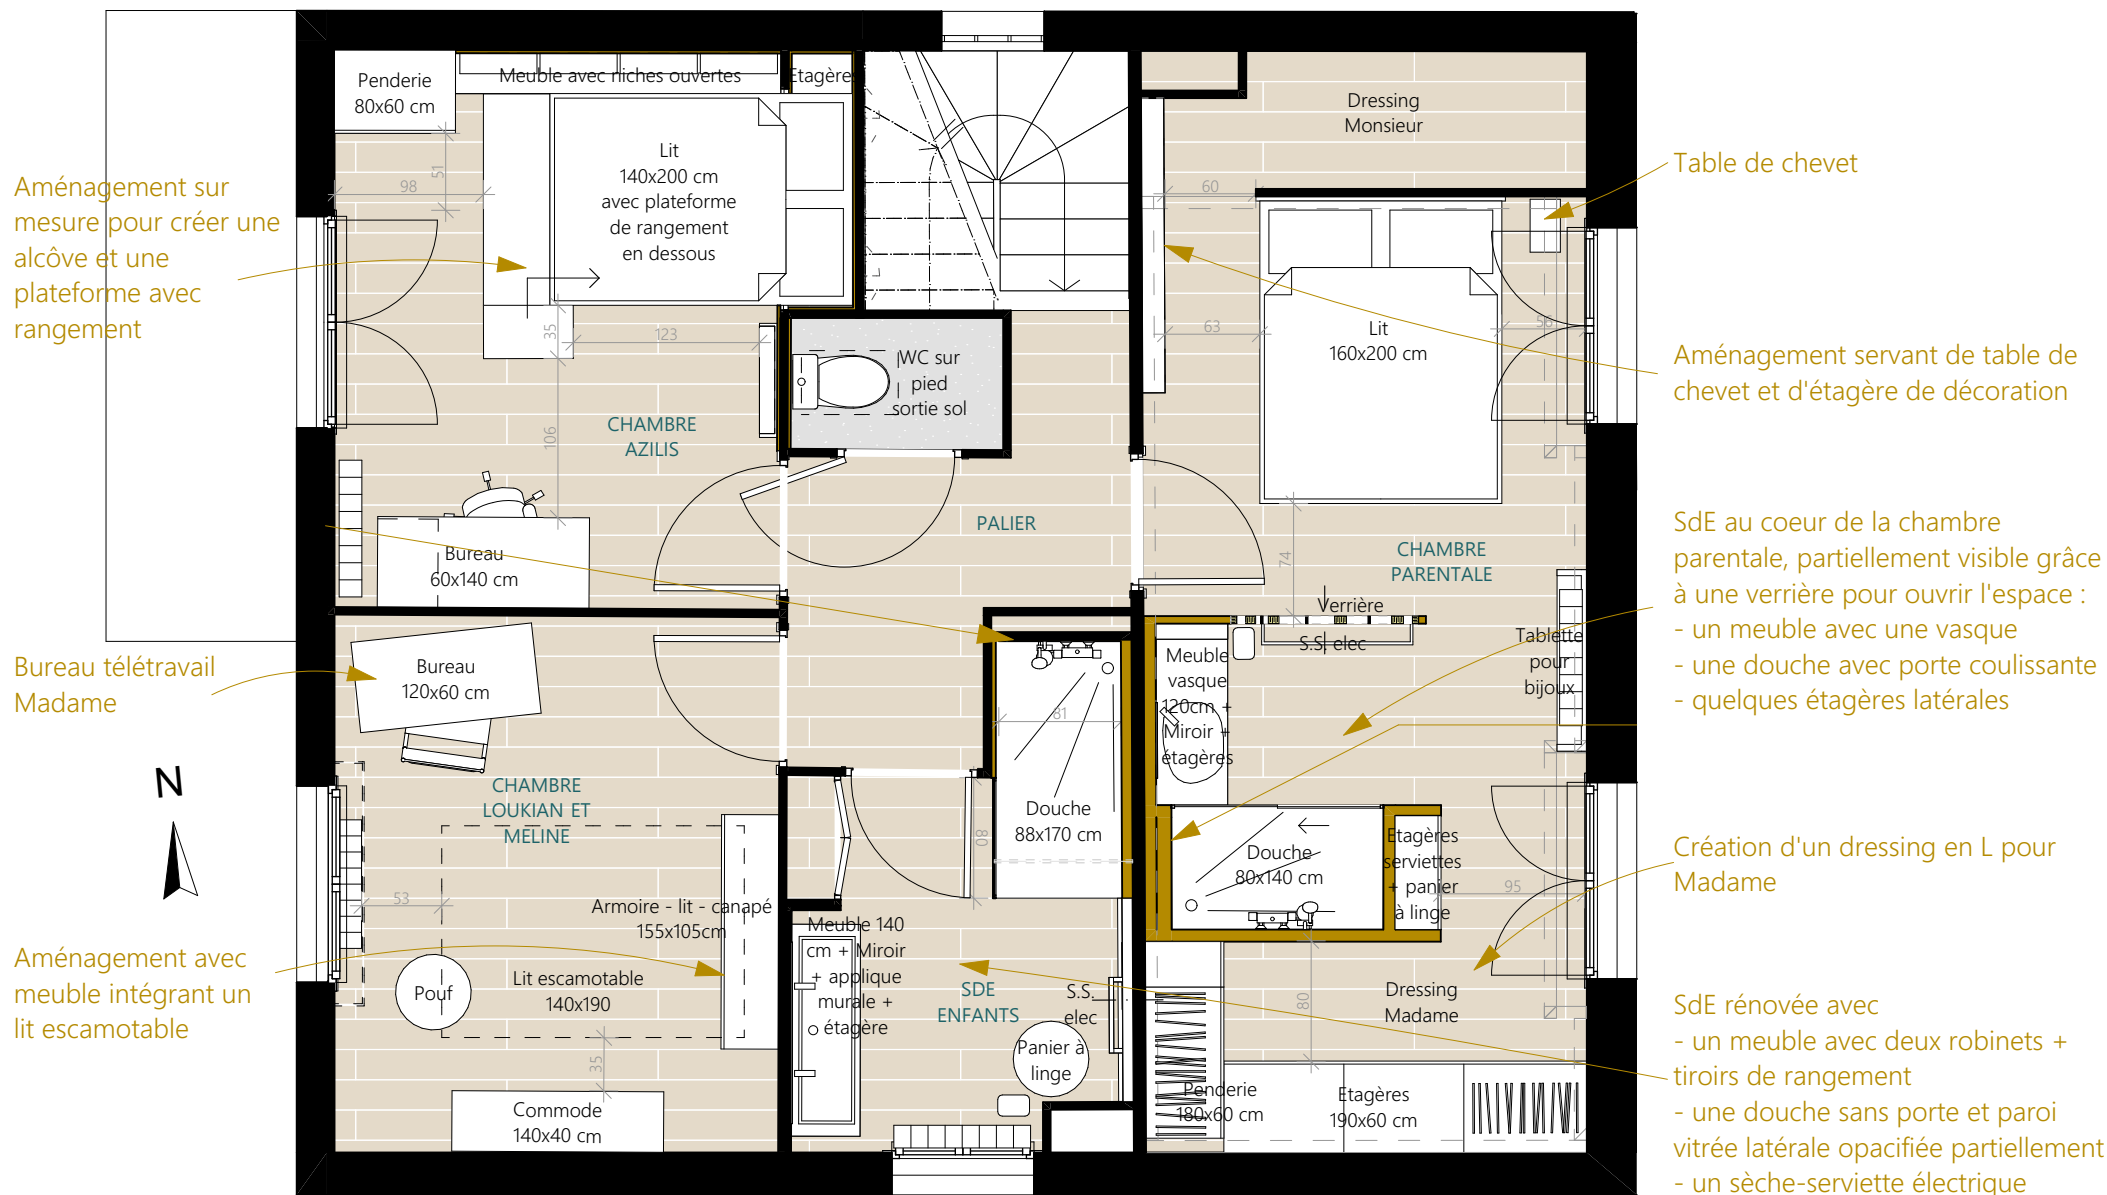 Penderie
80x60 cm
Meuble avec niches ouvertes
Etagère
Lit
140x200 cm
avec plateforme
de rangement
en dessous
98
51
35
123
106
Aménagement sur
mesure pour créer une
alcôve et une
plateforme avec
rangement
CHAMBRE
AZILIS
Bureau
60x140 cm
WC sur
pied
sortie sol
PALIER
Dressing
Monsieur
60
63
56
74
Lit
160x200 cm
CHAMBRE
PARENTALE
Table de chevet
Aménagement servant de table de
chevet et d'étagère de décoration
SdE au coeur de la chambre
parentale, partiellement visible grâce
à une verrière pour ouvrir l'espace :
- un meuble avec une vasque
- une douche avec porte coulissante
- quelques étagères latérales
Verrière
S.S. elec
Tablette
pour
bijoux
Meuble
vasque
120cm +
Miroir +
étagères
Bureau télétravail
Madame
Bureau
120x60 cm
N
CHAMBRE
LOUKIAN ET
MELINE
53
Armoire - lit - canapé
155x105cm
Lit escamotable
140x190
Pouf
35
Commode
140x40 cm
Aménagement avec
meuble intégrant un
lit escamotable
81
Douche
88x170 cm
80
Meuble 140
cm + Miroir
+ applique
murale +
étagère
SDE
ENFANTS
S.S.
elec
Panier à
linge
Douche
80x140 cm
Etagères
serviettes
+ panier
à linge
95
80
Dressing
Madame
Penderie
180x60 cm
Etagères
190x60 cm
Création d'un dressing en L pour
Madame
SdE rénovée avec
- un meuble avec deux robinets +
tiroirs de rangement
- une douche sans porte et paroi
vitrée latérale opacifiée partiellement
- un sèche-serviette électrique